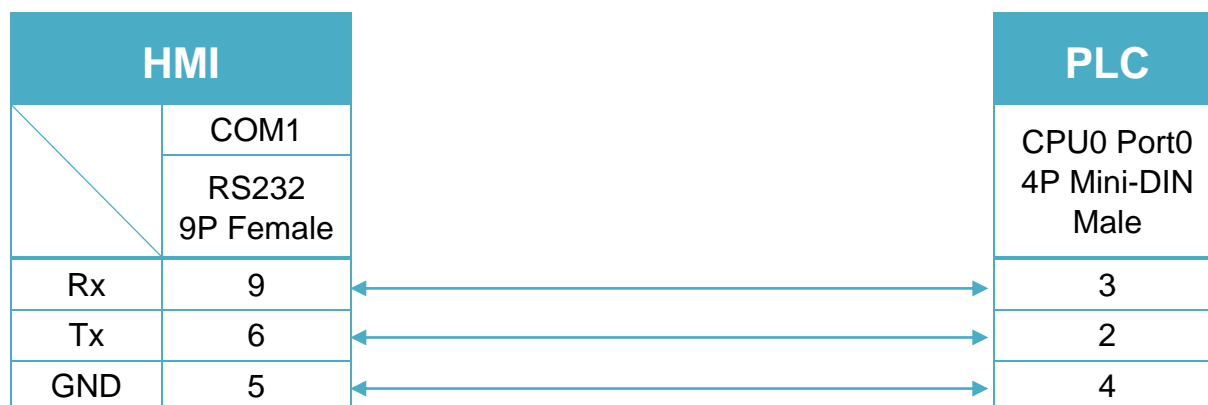 HMI
PLC
COM1
RS232
9P Female
CPU0 Port0
4P Mini-DIN
Male
Rx 9 3
Tx 6 2
GND 5 4